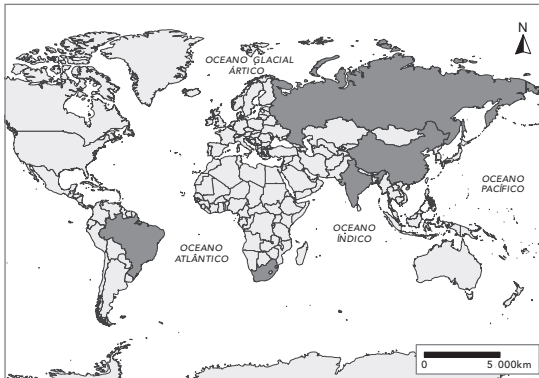 N
OCEANO GLACIAL
ÁRTICO
OCEANO
PACÍFICO
OCEANO
ATLÂNTICO
OCEANO
ÍNDICO
0 5 000km